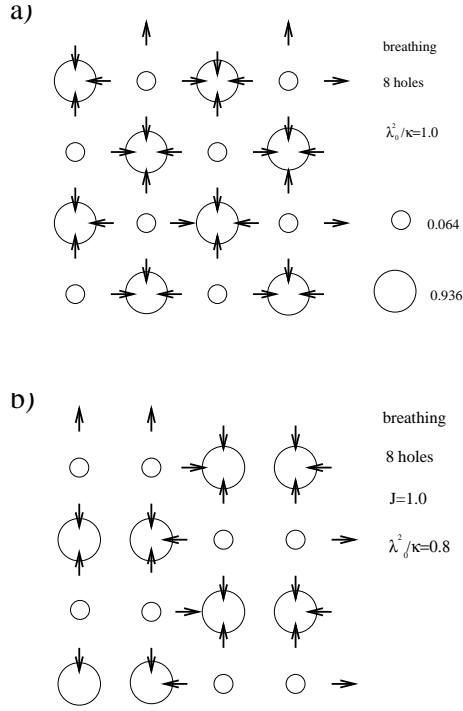 a)
breathing
8 holes
λ²₀/κ=1.0
0.064
0.936
b)
breathing
8 holes
J=1.0
λ²₀/κ=0.8